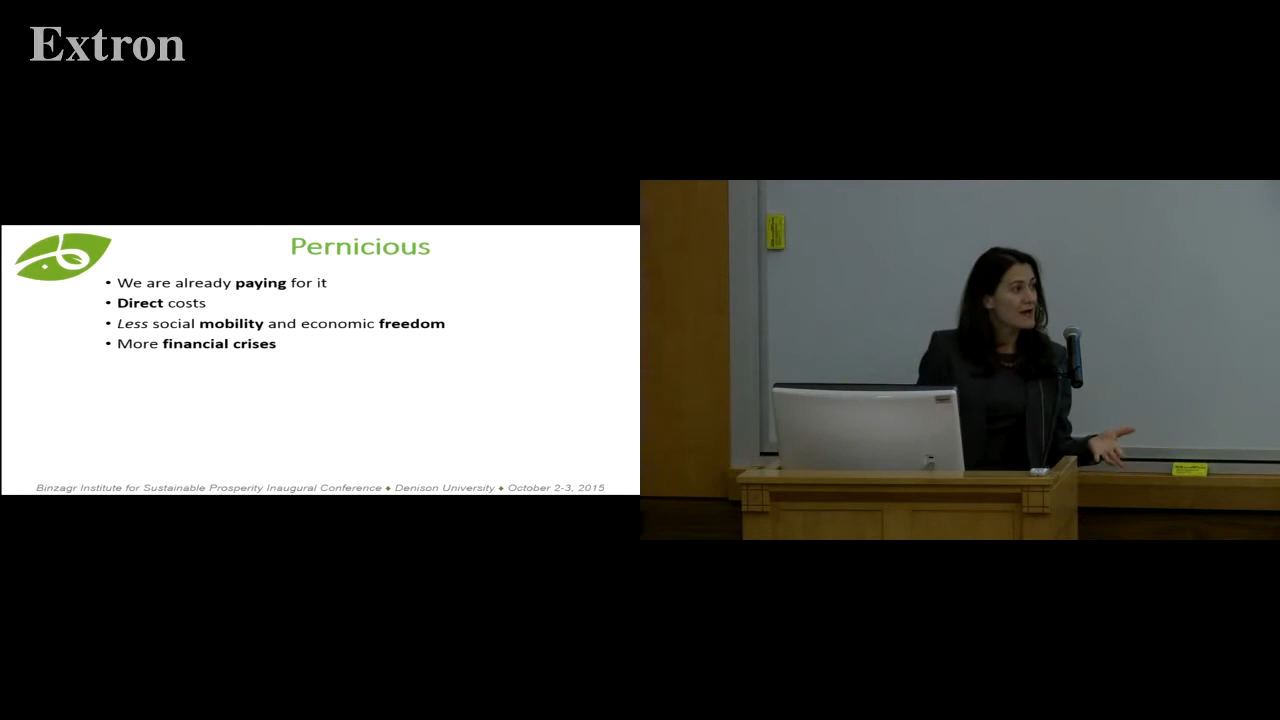 Extron
Pernicious
• We are already paying for it
• Direct costs
• Less social mobility and economic freedom
• More financial crises
Binzagr Institute for Sustainable Prosperity Inaugural Conference ♦ Denison University ♦ October 2-3, 2015